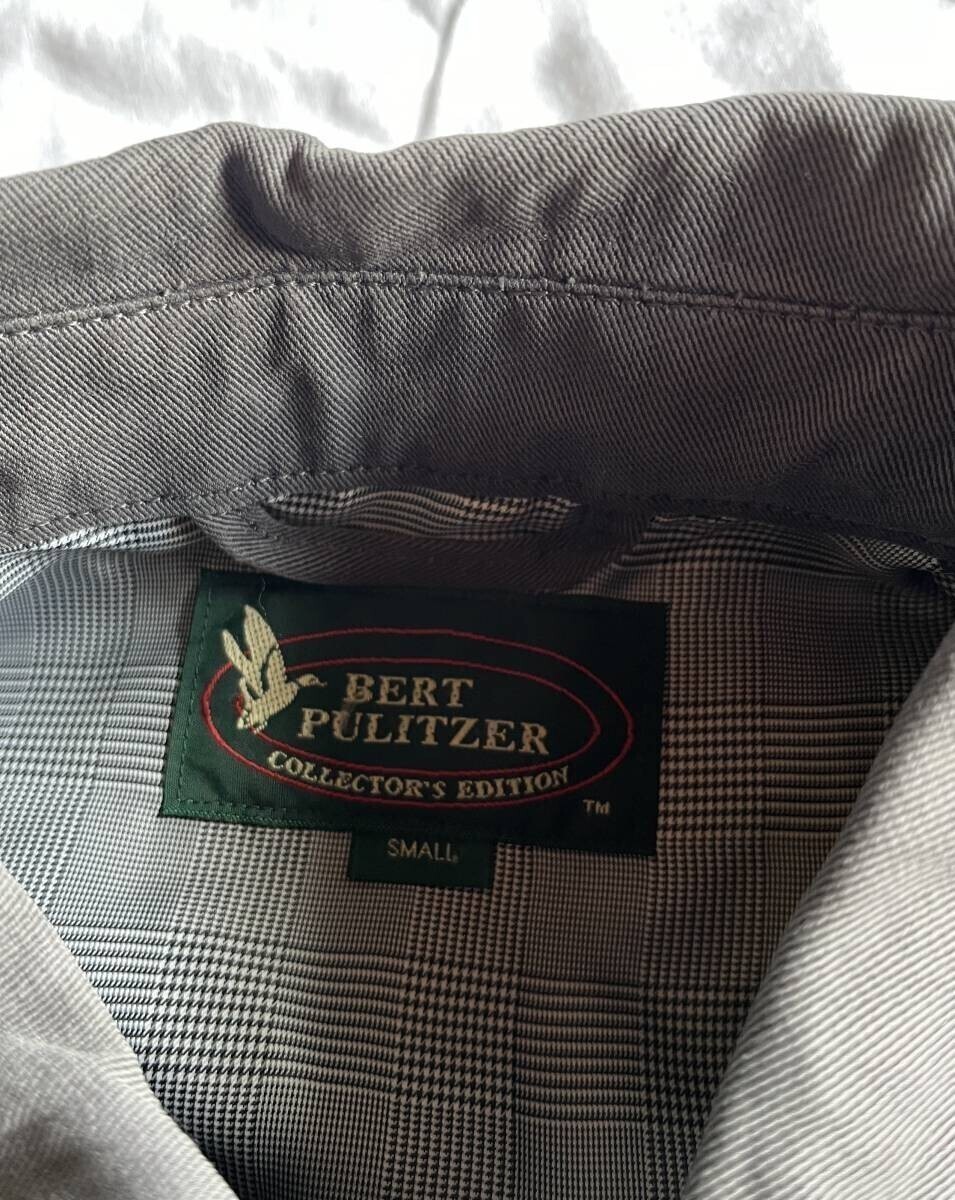 BERT
PULITZER
COLLECTOR'S EDITION
TM
SMALL